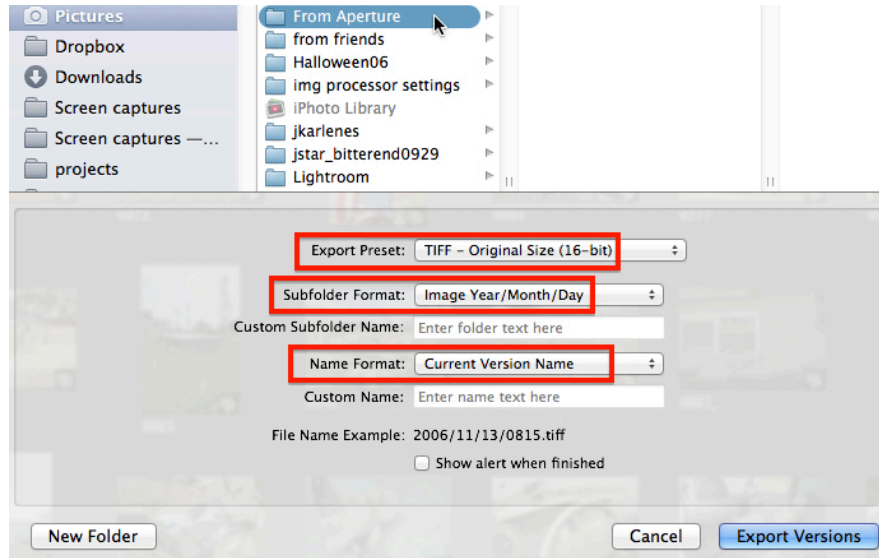 Pictures
Dropbox
Downloads
Screen captures
Screen captures —...
projects
From Aperture
from friends
Halloween06
img processor settings
iPhoto Library
jkarlenes
jstar_bitterend0929
Lightroom
Export Preset: TIFF – Original Size (16-bit)
Subfolder Format: Image Year/Month/Day
Custom Subfolder Name: Enter folder text here
Name Format: Current Version Name
Custom Name: Enter name text here
File Name Example: 2006/11/13/0815.tiff
Show alert when finished
New Folder
Cancel
Export Versions